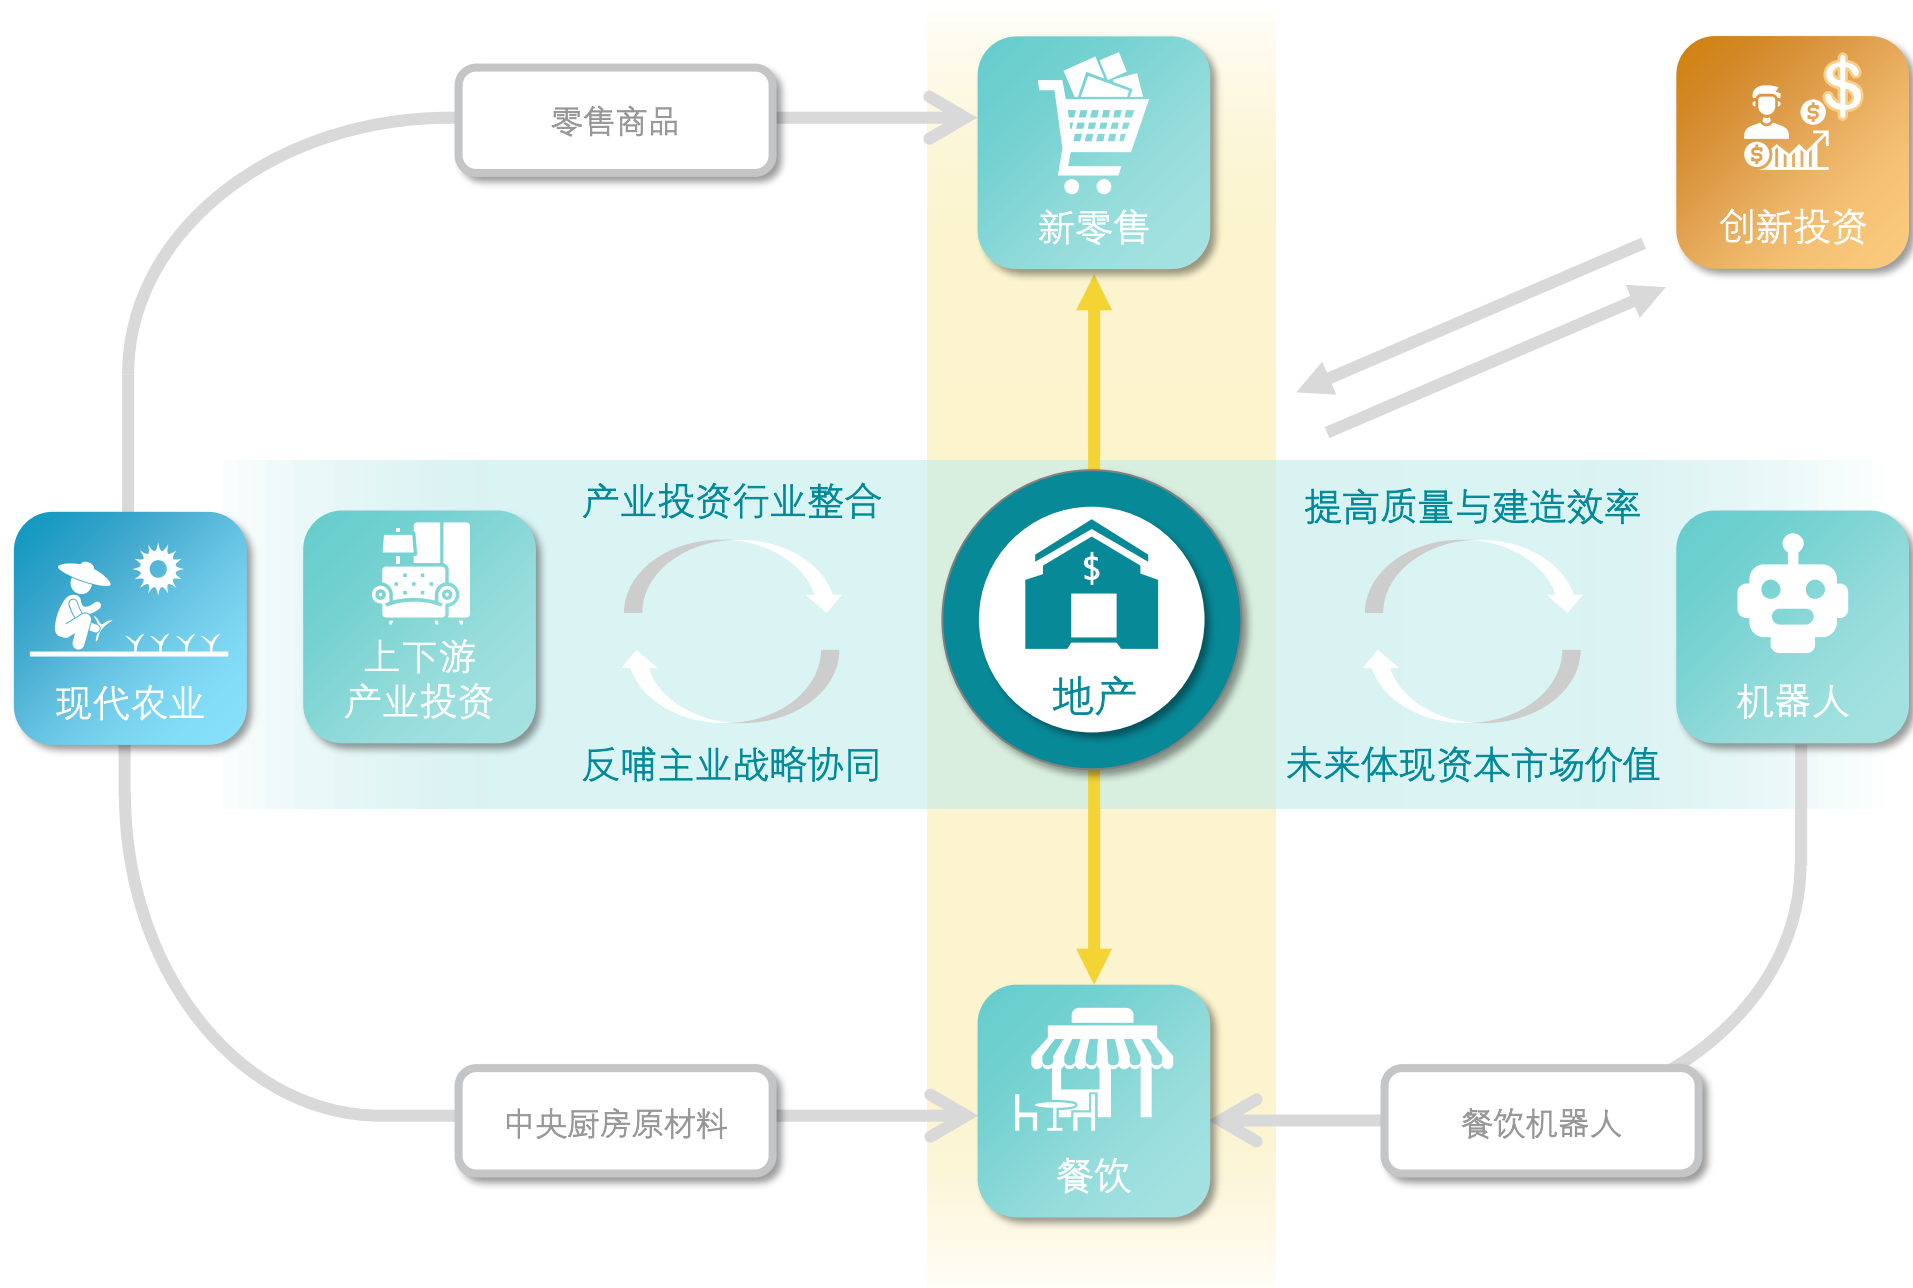 零售商品
新零售
创新投资
产业投资行业整合
提高质量与建造效率
$
现代农业
上下游
产业投资
地产
机器人
反哺主业战略协同
未来体现资本市场价值
中央厨房原材料
餐饮
餐饮机器人